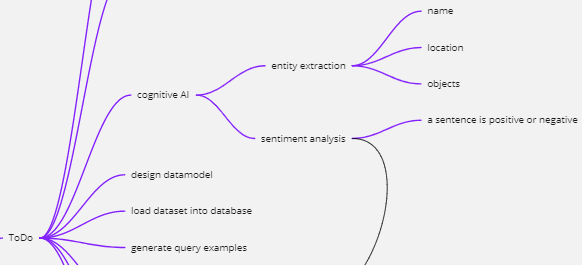 name
location
entity extraction
objects
cognitive AI
a sentence is positive or negative
sentiment analysis
design datamodel
load dataset into database
ToDo
generate query examples